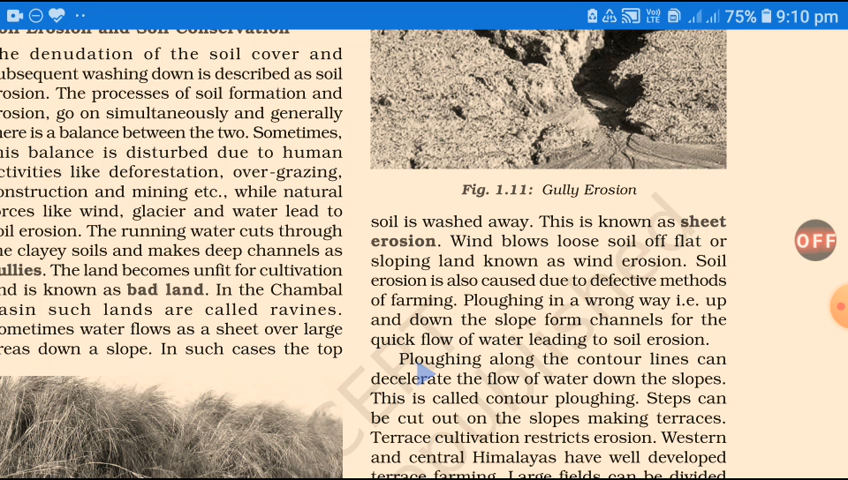 75% 9:10 pm
Vo)) LTE
he denudation of the soil cover and
ubsequent washing down is described as soil
rosion. The processes of soil formation and
rosion, go on simultaneously and generally
here is a balance between the two. Sometimes,
his balance is disturbed due to human
ctivities like deforestation, over-grazing,
onstruction and mining etc., while natural
orces like wind, glacier and water lead to
oil erosion. The running water cuts through
he clayey soils and makes deep channels as
ullies. The land becomes unfit for cultivation
nd is known as bad land. In the Chambal
asin such lands are called ravines.
ometimes water flows as a sheet over large
reas down a slope. In such cases the top
Fig. 1.11: Gully Erosion
soil is washed away. This is known as sheet
erosion. Wind blows loose soil off flat or
sloping land known as wind erosion. Soil
erosion is also caused due to defective methods
of farming. Ploughing in a wrong way i.e. up
and down the slope form channels for the
quick flow of water leading to soil erosion.
Ploughing along the contour lines can
decelerate the flow of water down the slopes.
This is called contour ploughing. Steps can
be cut out on the slopes making terraces.
Terrace cultivation restricts erosion. Western
and central Himalayas have well developed
terrace farming. Large fields can be divided
OFF